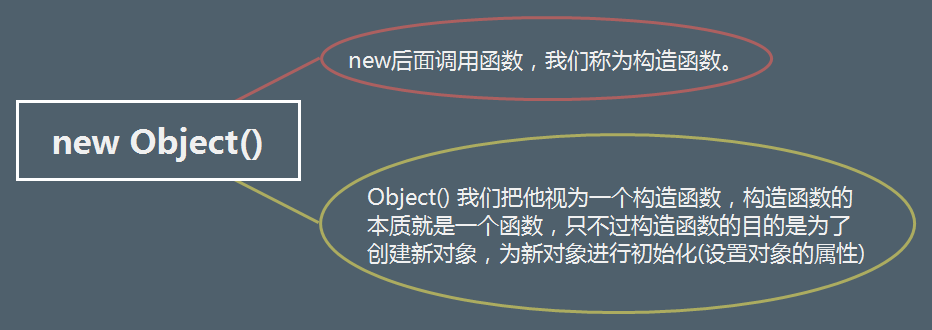 new后面调用函数，我们称为构造函数。
new Object()
Object() 我们把他视为一个构造函数，构造函数的
本质就是一个函数，只不过构造函数的目的是为了
创建新对象，为新对象进行初始化(设置对象的属性)